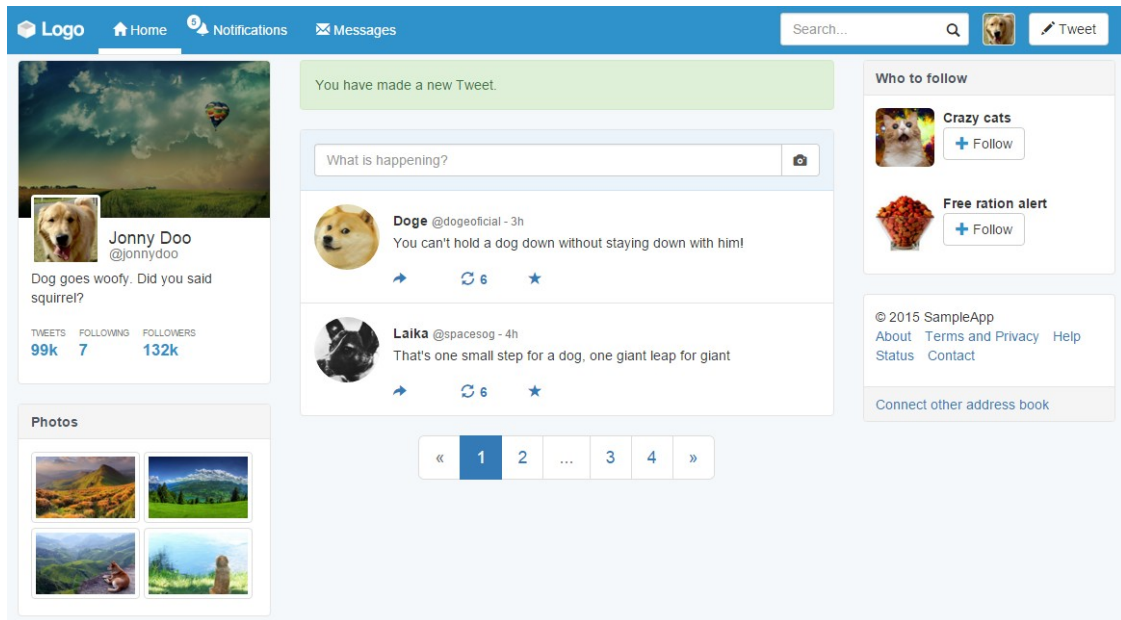 Logo
Home
5
Notifications
Messages
Search...
Tweet
Jonny Doo
@jonnydoo
Dog goes woofy. Did you said
squirrel?
TWEETS FOLLOWING FOLLOWERS
99k 7 132k
Photos
You have made a new Tweet.
What is happening?
Doge @dogeoficial - 3h
You can't hold a dog down without staying down with him!
6
Laika @spacesog - 4h
That's one small step for a dog, one giant leap for giant
6
« 1 2 ... 3 4 »
Who to follow
Crazy cats
Follow
Free ration alert
Follow
© 2015 SampleApp
About Terms and Privacy Help
Status Contact
Connect other address book